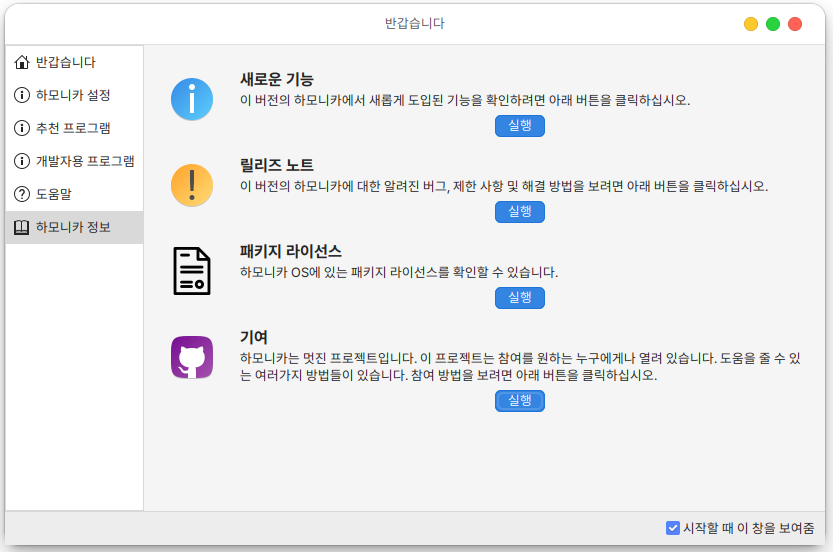 반갑습니다
반갑습니다
하모니카 설정
추천 프로그램
개발자용 프로그램
도움말
하모니카 정보
새로운 기능
이 버전의 하모니카에서 새롭게 도입된 기능을 확인하려면 아래 버튼을 클릭하십시오.
실행
릴리즈 노트
이 버전의 하모니카에 대한 알려진 버그, 제한 사항 및 해결 방법을 보려면 아래 버튼을 클릭하십시오.
실행
패키지 라이선스
하모니카 OS에 있는 패키지 라이선스를 확인할 수 있습니다.
실행
기여
하모니카는 멋진 프로젝트입니다. 이 프로젝트는 참여를 원하는 누구에게나 열려 있습니다. 도움을 줄 수 있
는 여러가지 방법들이 있습니다. 참여 방법을 보려면 아래 버튼을 클릭하십시오.
실행
시작할 때 이 창을 보여줌